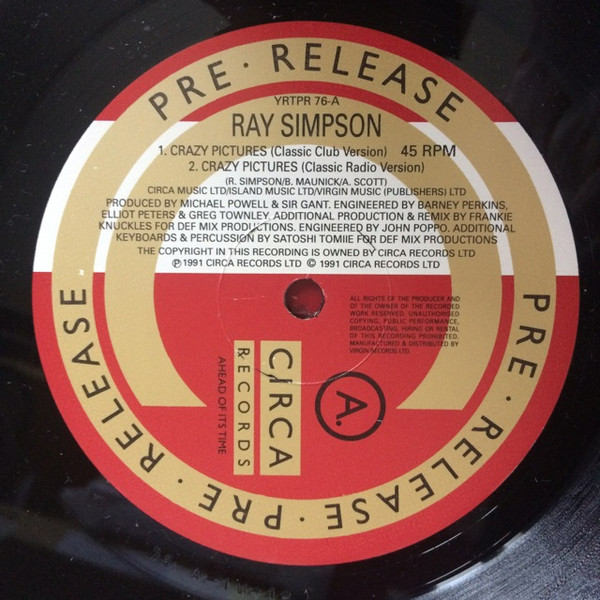 PRE · RELEASE
YRTPR 76-A
RAY SIMPSON
1. CRAZY PICTURES (Classic Club Version) 45 RPM
2. CRAZY PICTURES (Classic Radio Version)
(R. SIMPSON/B. MAUNICK/A. SCOTT)
CIRCA MUSIC LTD/ISLAND MUSIC LTD/VIRGIN MUSIC (PUBLISHERS) LTD
PRODUCED BY MICHAEL POWELL & SIR GANT. ENGINEERED BY BARNEY PERKINS,
ELLIOT PETERS & GREG TOWNLEY. ADDITIONAL PRODUCTION & REMIX BY FRANKIE
KNUCKLES FOR DEF MIX PRODUCTIONS. ENGINEERED BY JOHN POPPO. ADDITIONAL
KEYBOARDS & PERCUSSION BY SATOSHI TOMIIE FOR DEF MIX PRODUCTIONS
THE COPYRIGHT IN THIS RECORDING IS OWNED BY CIRCA RECORDS LTD
℗ 1991 CIRCA RECORDS LTD © 1991 CIRCA RECORDS LTD
ALL RIGHTS OF THE PRODUCER AND
OF THE OWNER OF THE RECORDED
WORK RESERVED. UNAUTHORISED
COPYING, PUBLIC PERFORMANCE,
BROADCASTING, HIRING OR RENTAL
OF THIS RECORDING PROHIBITED.
MANUFACTURED & DISTRIBUTED BY
VIRGIN RECORDS LTD.
CIRCA
RECORDS
AHEAD OF ITS TIME
A.
PRE · RELEASE
PRE · RELEASE